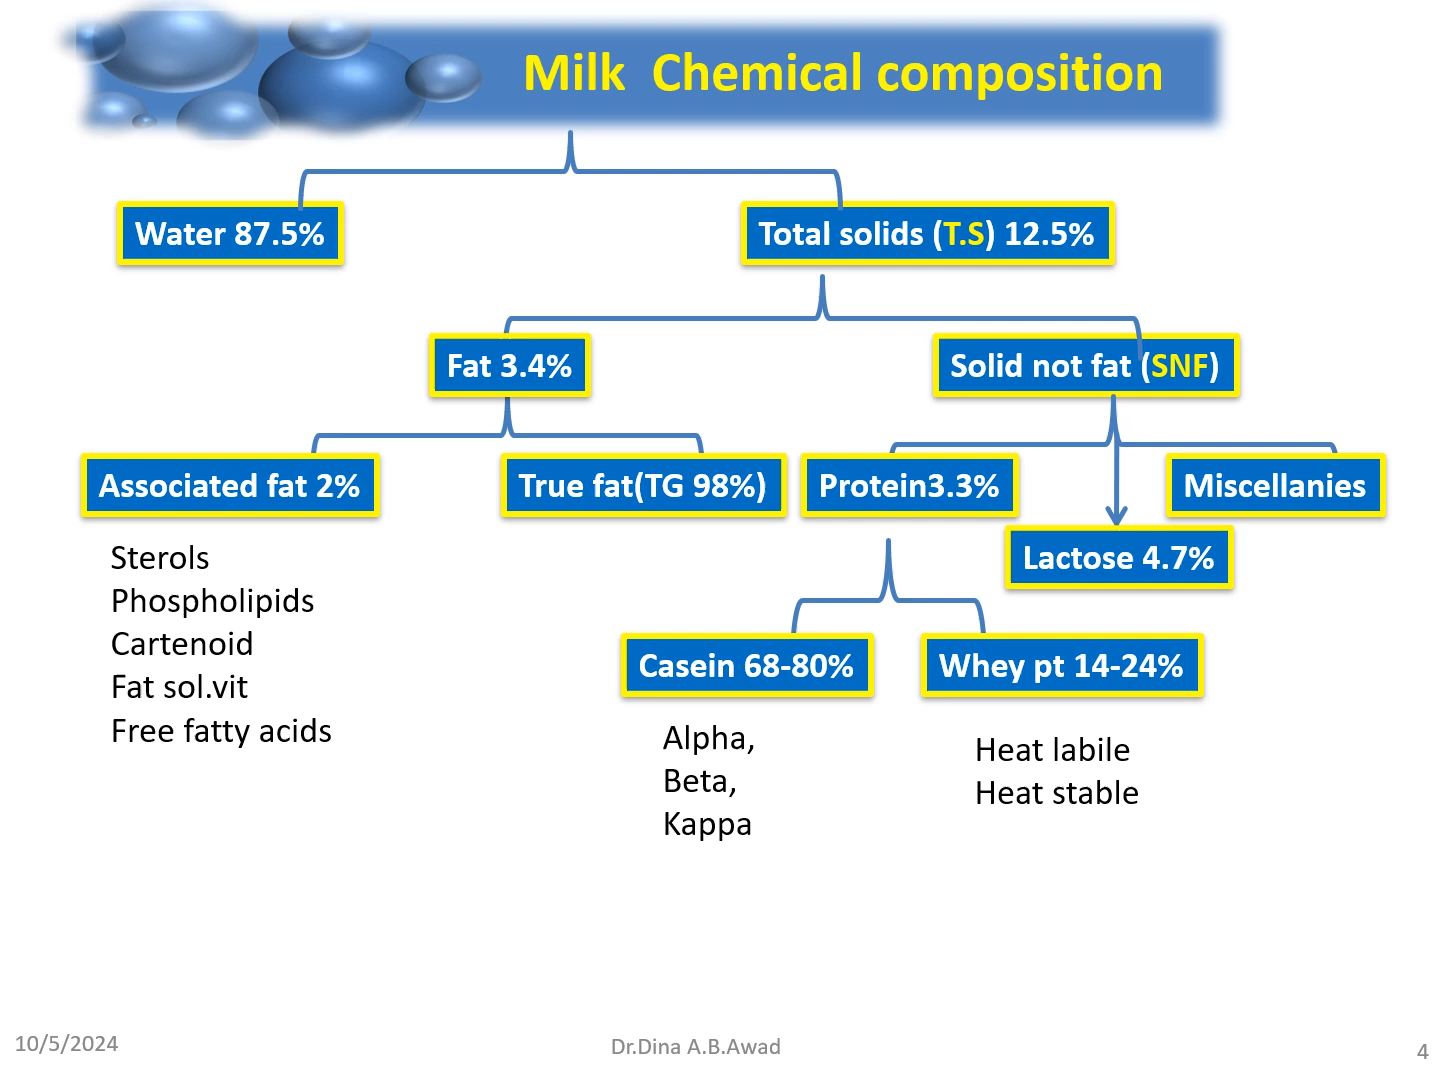 Milk  Chemical composition
Water 87.5%
Total solids (T.S) 12.5%
Fat 3.4%
Solid not fat (SNF)
Associated fat 2%
True fat(TG 98%)
Protein3.3%
Miscellanies
Lactose 4.7%
Sterols
Phospholipids
Cartenoid
Fat sol.vit
Free fatty acids
Casein 68-80%
Whey pt 14-24%
Alpha,
Beta,
Kappa
Heat labile
Heat stable
10/5/2024
Dr.Dina A.B.Awad
4